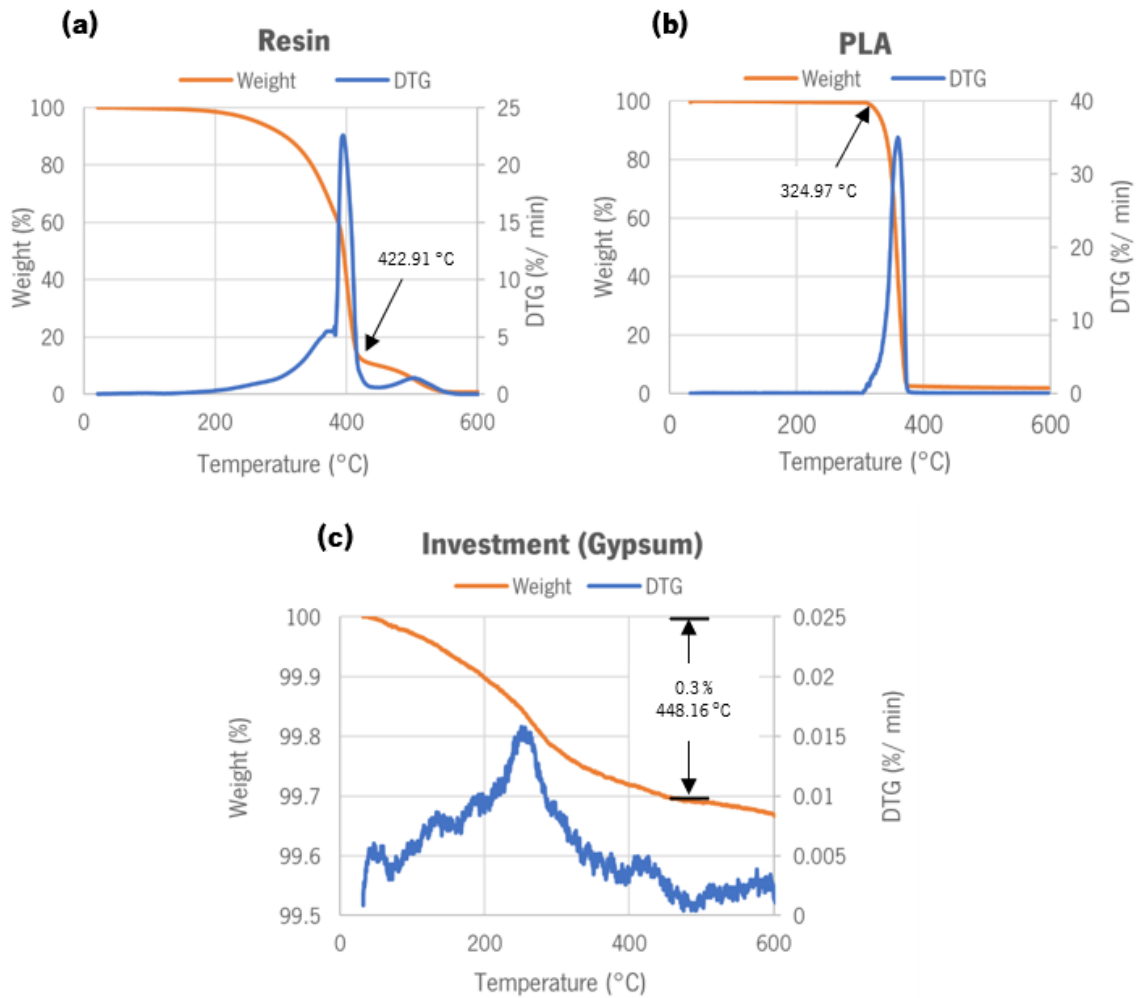 (a)
Resin
Weight DTG
100
80
60
40
20
0
25
20
15
10
5
0
0 200 400 600
Weight (%)
DTG (%/ min)
Temperature (°C)
422.91 °C
(b)
PLA
Weight DTG
100
80
60
40
20
0
40
30
20
10
0
0 200 400 600
Weight (%)
DTG (%/ min)
Temperature (°C)
324.97 °C
(c)
Investment (Gypsum)
Weight DTG
100
99.9
99.8
99.7
99.6
99.5
0.025
0.02
0.015
0.01
0.005
0
0 200 400 600
Weight (%)
DTG (%/ min)
Temperature (°C)
0.3%
448.16 °C